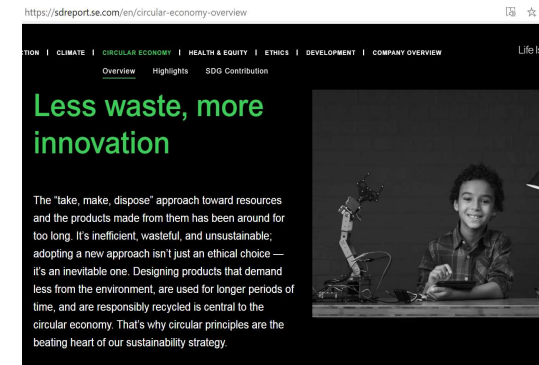 https://sdreport.se.com/en/circular-economy-overview
CTION | CLIMATE | CIRCULAR ECONOMY | HEALTH & EQUITY | ETHICS | DEVELOPMENT | COMPANY OVERVIEW
Life Is
Overview Highlights SDG Contribution
Less waste, more
innovation
The “take, make, dispose” approach toward resources
and the products made from them has been around for
too long. It’s inefficient, wasteful, and unsustainable;
adopting a new approach isn’t just an ethical choice —
it’s an inevitable one. Designing products that demand
less from the environment, are used for longer periods of
time, and are responsibly recycled is central to the
circular economy. That’s why circular principles are the
beating heart of our sustainability strategy.